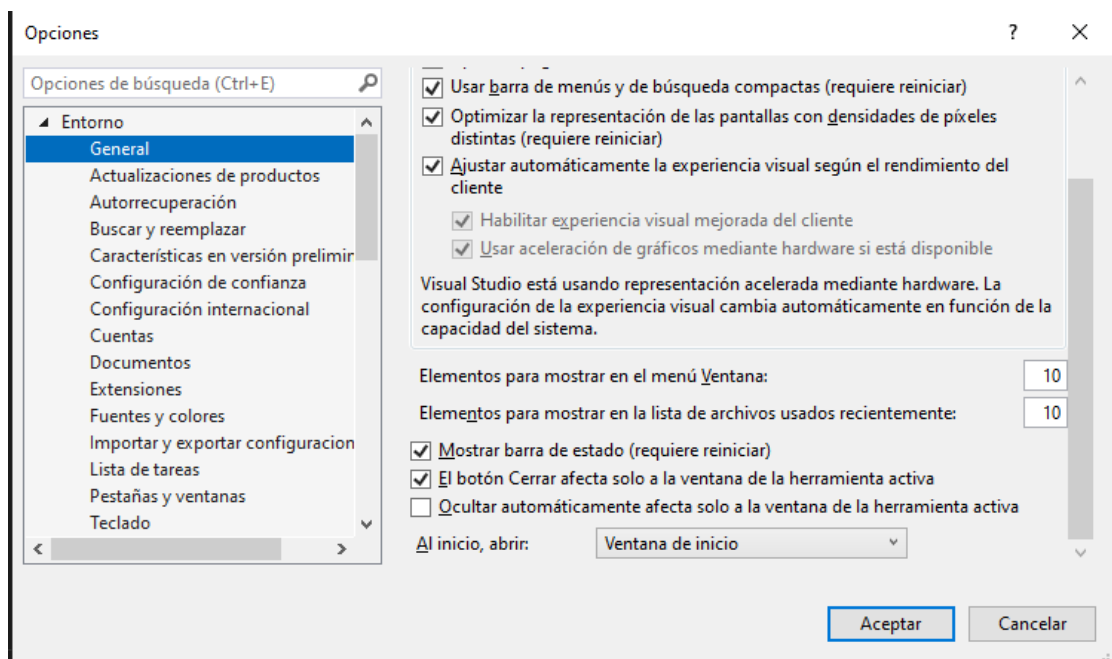 Opciones
?
Opciones de búsqueda (Ctrl+E)
Entorno
General
Actualizaciones de productos
Autorrecuperación
Buscar y reemplazar
Características en versión prelimir
Configuración de confianza
Configuración internacional
Cuentas
Documentos
Extensiones
Fuentes y colores
Importar y exportar configuracion
Lista de tareas
Pestañas y ventanas
Teclado
Usar barra de menús y de búsqueda compactas (requiere reiniciar)
Optimizar la representación de las pantallas con densidades de píxeles
distintas (requiere reiniciar)
Ajustar automáticamente la experiencia visual según el rendimiento del
cliente
Habilitar experiencia visual mejorada del cliente
Usar aceleración de gráficos mediante hardware si está disponible
Visual Studio está usando representación acelerada mediante hardware. La
configuración de la experiencia visual cambia automáticamente en función de la
capacidad del sistema.
Elementos para mostrar en el menú Ventana: 10
Elementos para mostrar en la lista de archivos usados recientemente: 10
Mostrar barra de estado (requiere reiniciar)
El botón Cerrar afecta solo a la ventana de la herramienta activa
Ocultar automáticamente afecta solo a la ventana de la herramienta activa
Al inicio, abrir: Ventana de inicio
Aceptar Cancelar